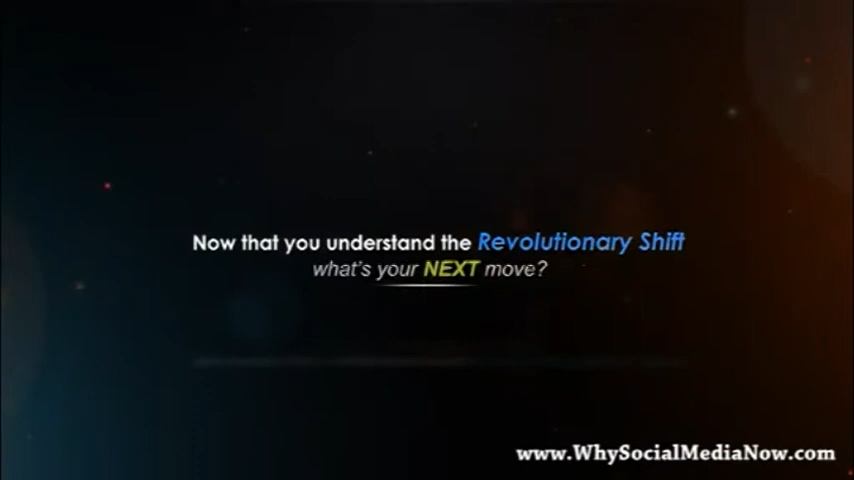 Now that you understand the Revolutionary Shift
what's your NEXT move?
www.WhySocialMediaNow.com